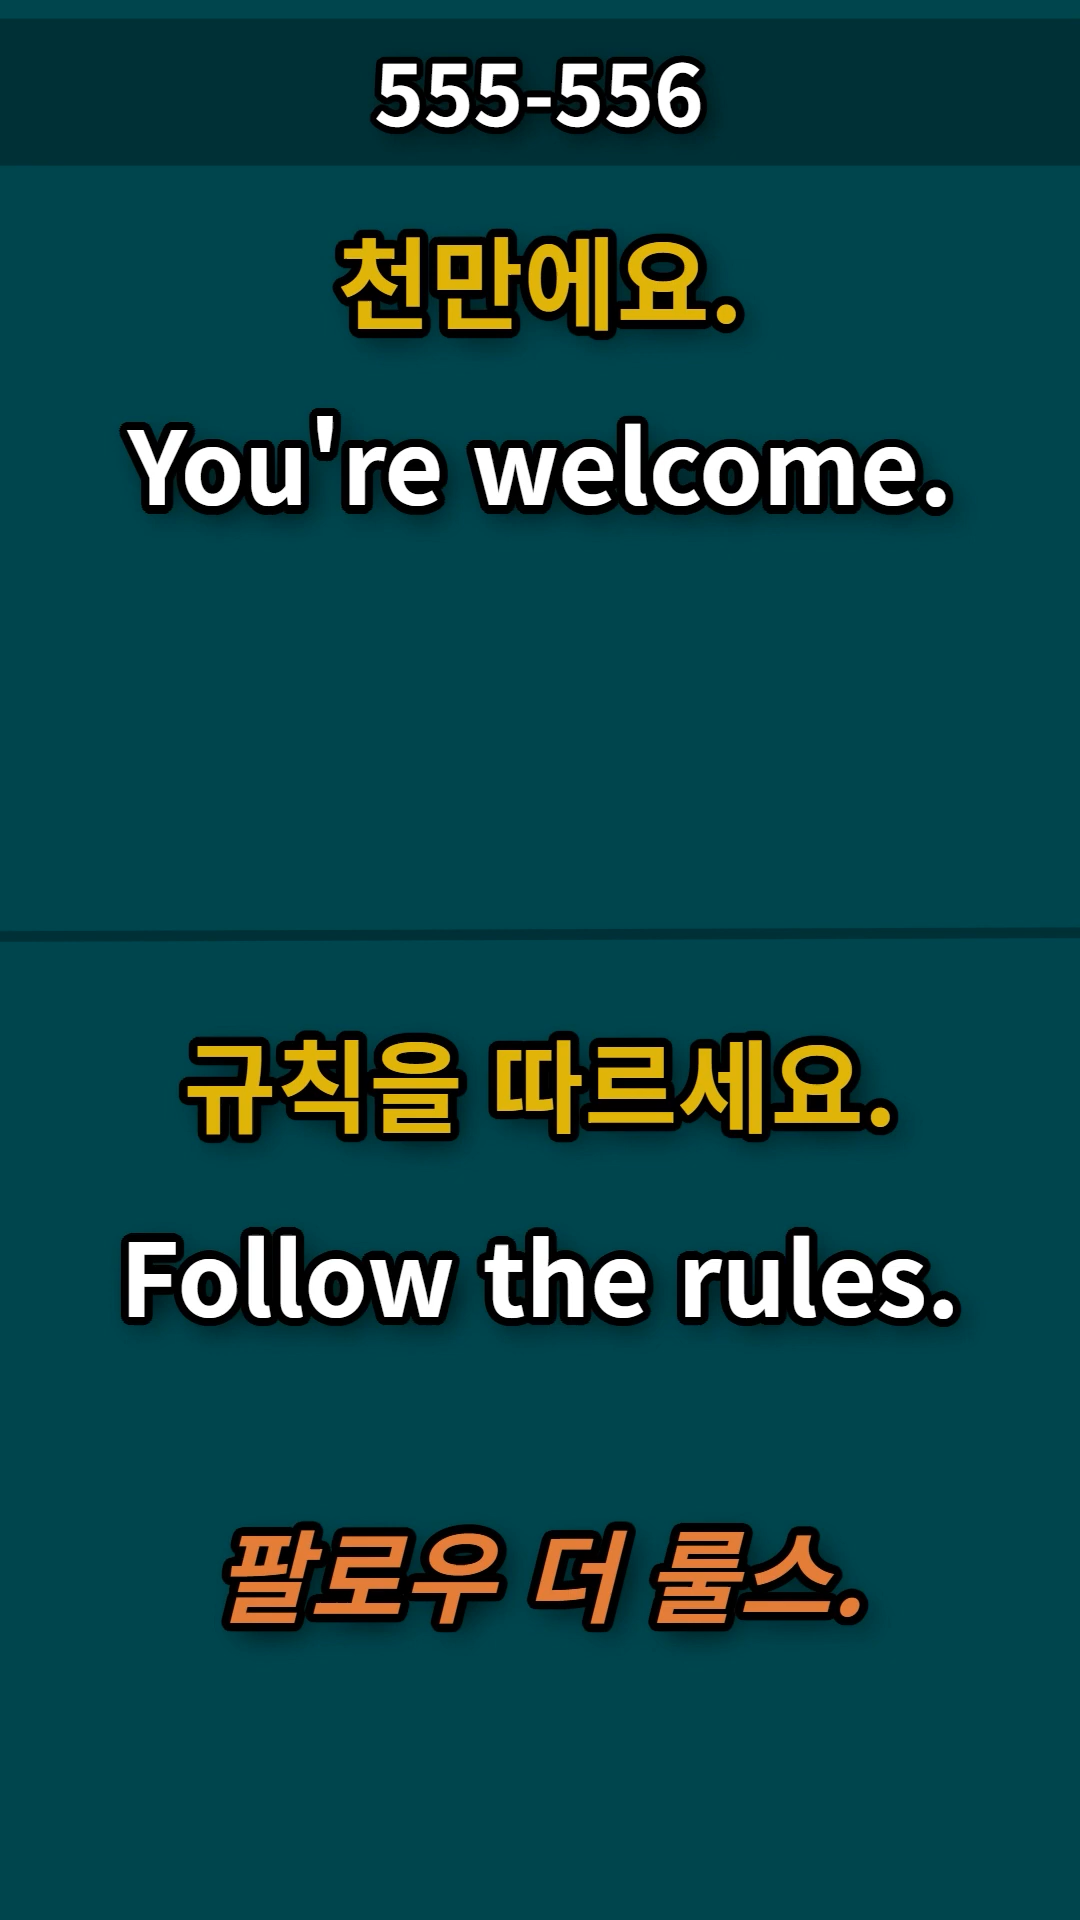 555-556
천만에요.
You're welcome.
규칙을 따르세요.
Follow the rules.
팔로우 더 룰스.